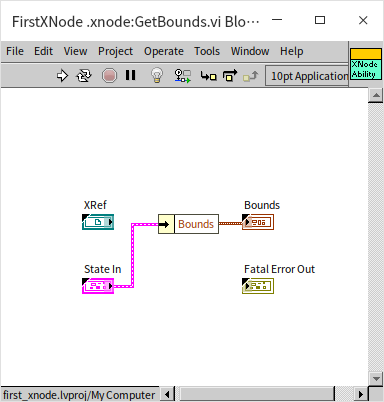 FirstXNode .xnode:GetBounds.vi Blo···
File Edit View Project Operate Tools Window Help
10pt Application
XNode
Ability
XRef
Bounds
Bounds
State In
Fatal Error Out
first_xnode.lvproj/My Computer